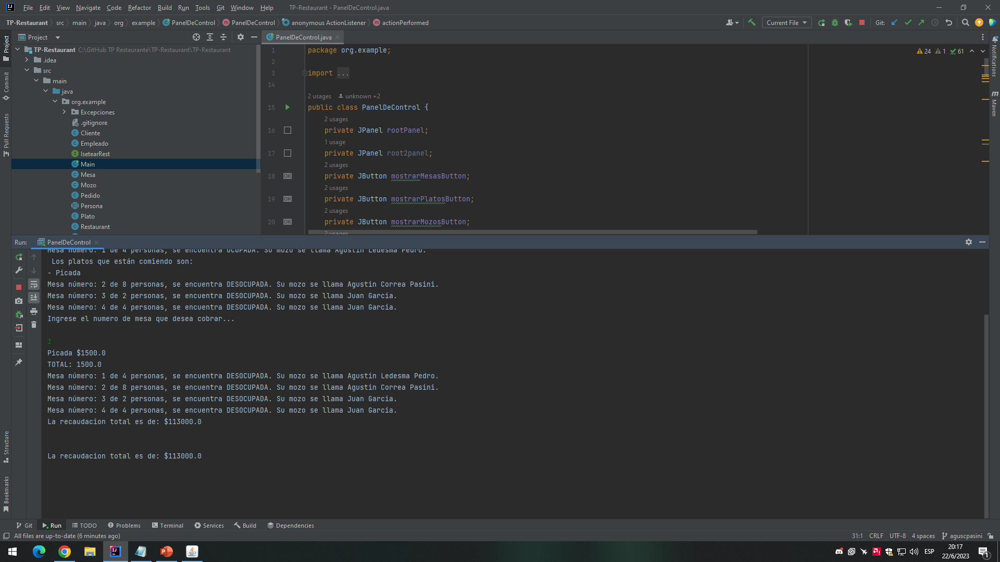 File Edit View Navigate Code Refactor Build Run Tools Git Window Help TP-Restaurant - PanelDeControl.java
TP-Restaurant src main java org example PanelDeControl PanelDeControl anonymous ActionListener actionPerformed Current File Git:
Project
PanelDeControl.java
TP-Restaurant C:\GitHub TP Restaurante\TP-Restaurant\TP-Restaurant
.idea
src
main
java
org.example
Excepciones
.gitignore
Cliente
Empleado
IsetearRest
Main
Mesa
Mozo
Pedido
Persona
Plato
Restaurant
1 package org.example;
24 1 61
2
3 import ...
14
2 usages unknown +2
15 public class PanelDeControl {
2 usages
16 private JPanel rootPanel;
1 usage
17 private JPanel root2panel;
2 usages
18 OK private JButton mostrarMesasButton;
2 usages
19 OK private JButton mostrarPlatosButton;
2 usages
20 OK private JButton mostrarMozosButton;
2 usages
Project
Commit
Pull Requests
Structure
Bookmarks
Notifications
Maven
Run: PanelDeControl
Mesa número: 1 de 4 personas, se encuentra OCUPADA. Su mozo se llama Agustin Ledesma Pedro.
Los platos que están comiendo son:
- Picada
Mesa número: 2 de 8 personas, se encuentra DESOCUPADA. Su mozo se llama Agustin Correa Pasini.
Mesa número: 3 de 2 personas, se encuentra DESOCUPADA. Su mozo se llama Juan Garcia.
Mesa número: 4 de 4 personas, se encuentra DESOCUPADA. Su mozo se llama Juan Garcia.
Ingrese el numero de mesa que desea cobrar...
1
Picada $1500.0
TOTAL: 1500.0
Mesa número: 1 de 4 personas, se encuentra DESOCUPADA. Su mozo se llama Agustin Ledesma Pedro.
Mesa número: 2 de 8 personas, se encuentra DESOCUPADA. Su mozo se llama Agustin Correa Pasini.
Mesa número: 3 de 2 personas, se encuentra DESOCUPADA. Su mozo se llama Juan Garcia.
Mesa número: 4 de 4 personas, se encuentra DESOCUPADA. Su mozo se llama Juan Garcia.
La recaudacion total es de: $113000.0
La recaudacion total es de: $113000.0
Git Run TODO Problems Terminal Services Build Dependencies
All files are up-to-date (6 minutes ago) 31:1 CRLF UTF-8 4 spaces aguscpasini
ESP
20:17
22/6/2023
1